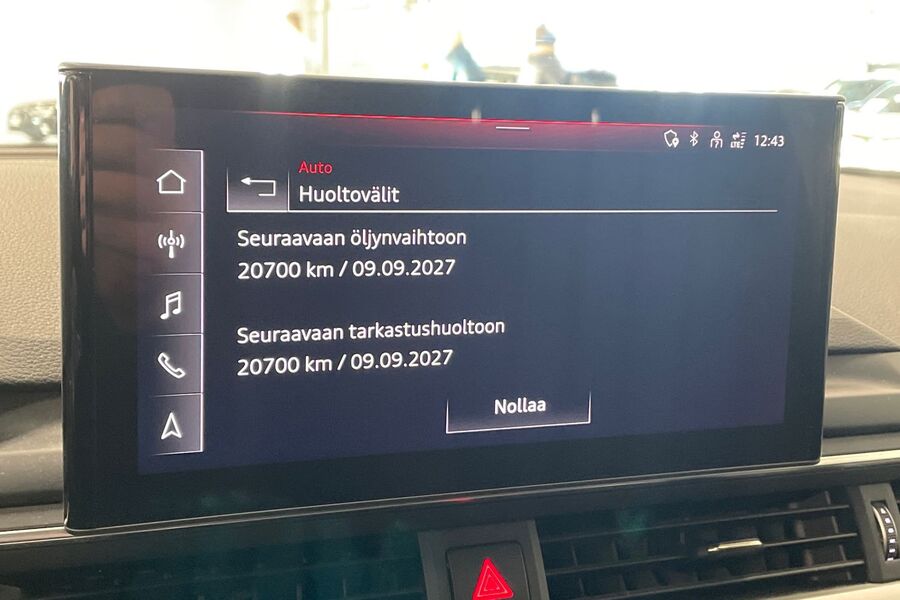 LTE
12:43
Auto
Huoltovälit
Seuraavaan öljynvaihtoon
20700 km / 09.09.2027
Seuraavaan tarkastushuoltoon
20700 km / 09.09.2027
Nollaa